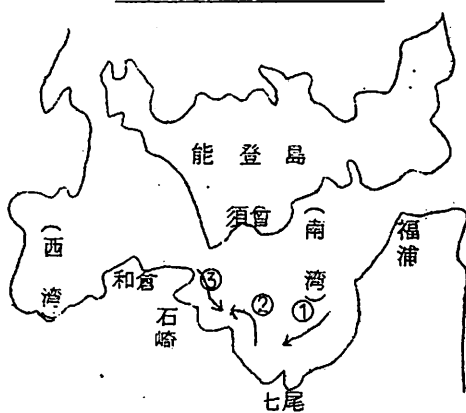 能登島
須曾
（南湾）
福浦
（西湾）
和倉
石崎
③
②
①
七尾